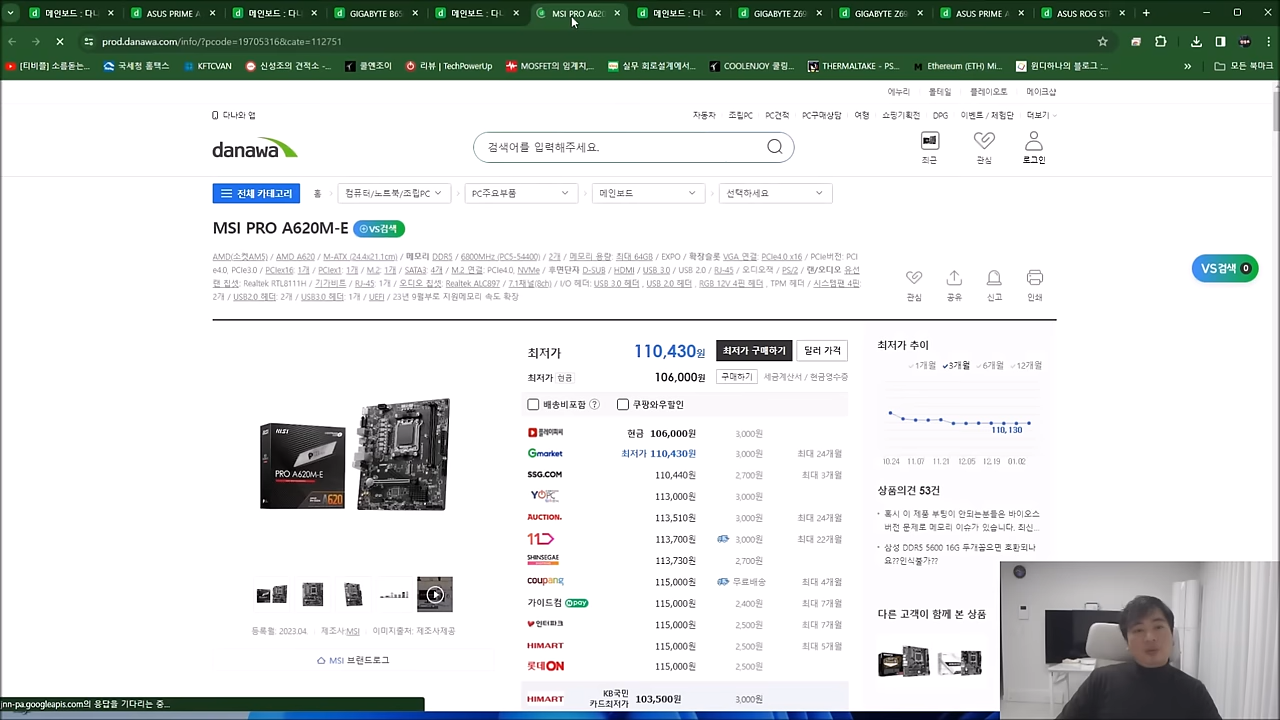 메인보드 : 다나
ASUS PRIME A
메인보드 : 다나
GIGABYTE B65
메인보드 : 다나
MSI PRO A620
메인보드 : 다나
GIGABYTE Z69
GIGABYTE Z69
ASUS PRIME A
ASUS ROG STR
prod.danawa.com/info/?pcode=19705316&cate=112751
[티비플] 소름돋는...
국세청 홈택스
KFTCVAN
신성조의 견적소 -...
쿨엔조이
리뷰 | TechPowerUp
MOSFET의 임계지...
실무 회로설계에서...
COOLENJOY 쿨링...
THERMALTAKE - PS...
Ethereum (ETH) Mi...
윈디하나의 블로그 :...
»
모든 북마크
에누리 몰테일 플레이오토 메이크샵
다나와 앱
자동차 조립PC PC견적 PC구매상담 여행 쇼핑기획전 DPG 이벤트 / 체험단 더보기
danawa
검색어를 입력해주세요.
최근 관심 로그인
전체 카테고리
홈
컴퓨터/노트북/조립PC
PC주요부품
메인보드
선택하세요
MSI PRO A620M-E
VS검색
AMD(소켓AM5) / AMD A620 / M-ATX (24.4x21.1cm) / 메모리 DDR5 / 6800MHz (PC5-54400) / 2개 / 메모리 용량: 최대 64GB / EXPO / 확장슬롯 VGA 연결: PCIe4.0 x16 / PCIe버전: PCI
e4.0, PCIe3.0 / PCIex16: 1개 / PCIex1: 1개 / M.2: 1개 / SATA3: 4개 / M.2 연결: PCIe4.0, NVMe / 후면단자 D-SUB / HDMI / USB 3.0 / USB 2.0 / RJ-45 / 오디오잭 / PS/2 / 랜/오디오 유선
랜 칩셋: Realtek RTL8111H / 기가비트 / RJ-45: 1개 / 오디오 칩셋: Realtek ALC897 / 7.1채널(8ch) / I/O 헤더: USB 3.0 헤더 , USB 2.0 헤더 , RGB 12V 4핀 헤더 , TPM 헤더 / 시스템팬 4핀:
2개 / USB2.0 헤더: 2개 / USB3.0 헤더: 1개 / UEFI / 23년 9월부로 지원메모리 속도 확장
관심 공유 신고 인쇄
VS검색 0
최저가 110,430원 최저가 구매하기 딜러 가격
최저가 현금 106,000원 구매하기 세금계산서 / 현금영수증
배송비포함 ? 쿠팡와우할인
플레이피씨 현금 106,000원 3,000원
Gmarket 최저가 110,430원 3,000원 최대 24개월
SSG.COM 110,440원 2,700원 최대 3개월
113,000원 3,000원
AUCTION. 113,510원 3,000원 최대 24개월
11 113,700원 3,000원 최대 22개월
SHINSEGAE 113,730원 2,700원
coupang 115,000원 무료배송 최대 4개월
가이드컴 pay 115,000원 2,400원 최대 7개월
인터파크 115,000원 2,500원 최대 7개월
HIMART 115,000원 2,500원 최대 5개월
롯데ON 115,000원 2,500원
HIMART KB국민 카드최저가 103,500원 3,000원
최저가 추이
1개월 3개월 6개월 12개월
110,130
10.24 11.07 11.21 12.05 12.19 01.02
상품의견 53건
혹시 이 제품 부팅이 안되는분들은 바이오스
버전 문제로 메모리 이슈가 있습니다. 최신...
삼성 DDR5 5600 16G 두개꼽으면 호환되나
요??인식불가??
다른 고객이 함께 본 상품
MSI
PRO A620M-E
A620
등록월: 2023.04. 제조사:MSI 이미지출처: 제조사제공
MSI 브랜드로그
jnn-pa.googleapis.com의 응답을 기다리는 중...